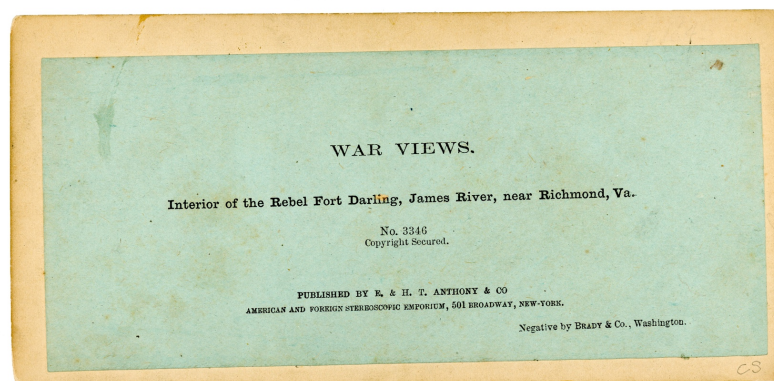 WAR VIEWS.
Interior of the Rebel Fort Darling, James River, near Richmond, Va.
No. 3346
Copyright Secured.
PUBLISHED BY E. & H. T. ANTHONY & CO
AMERICAN AND FOREIGN STEREOSCOPIC EMPORIUM, 501 BROADWAY, NEW-YORK.
Negative by BRADY & Co., Washington.
CS